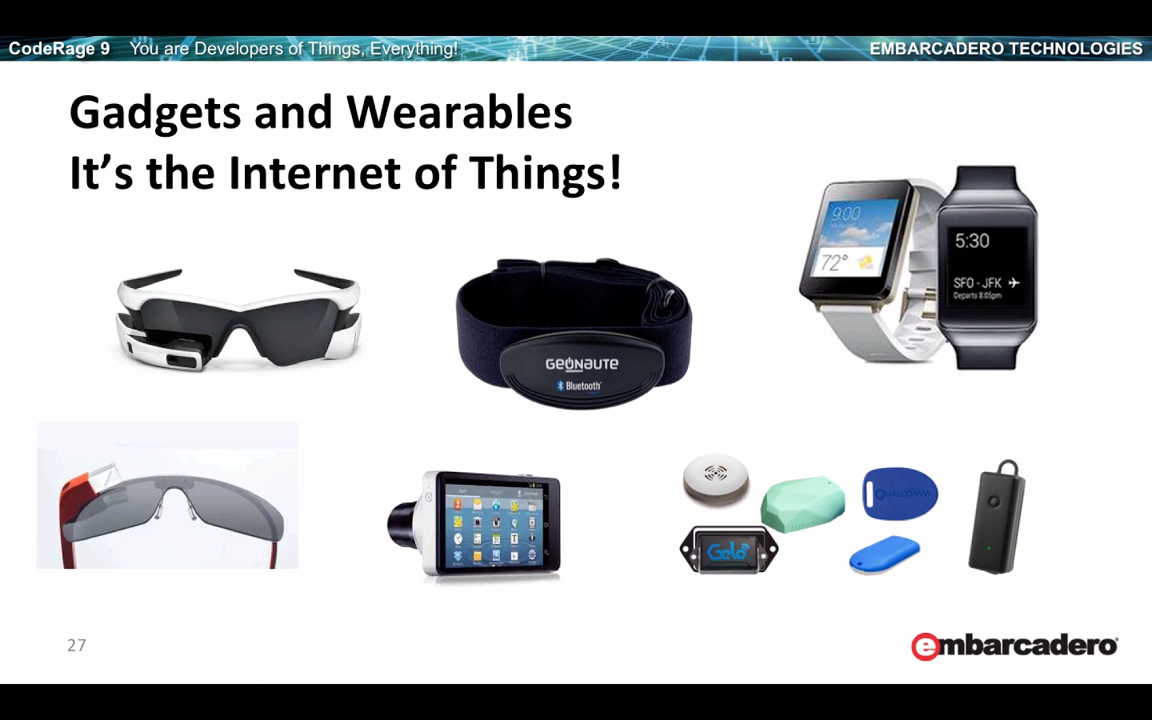 CodeRage 9 You are Developers of Things, Everything!
EMBARCADERO TECHNOLOGIES
Gadgets and Wearables
It’s the Internet of Things!
9:00
72°
5:30
SFO - JFK
Departs 8:05pm
GEONAUTE
Bluetooth
QUALCOMM
Gelo
27
embarcadero